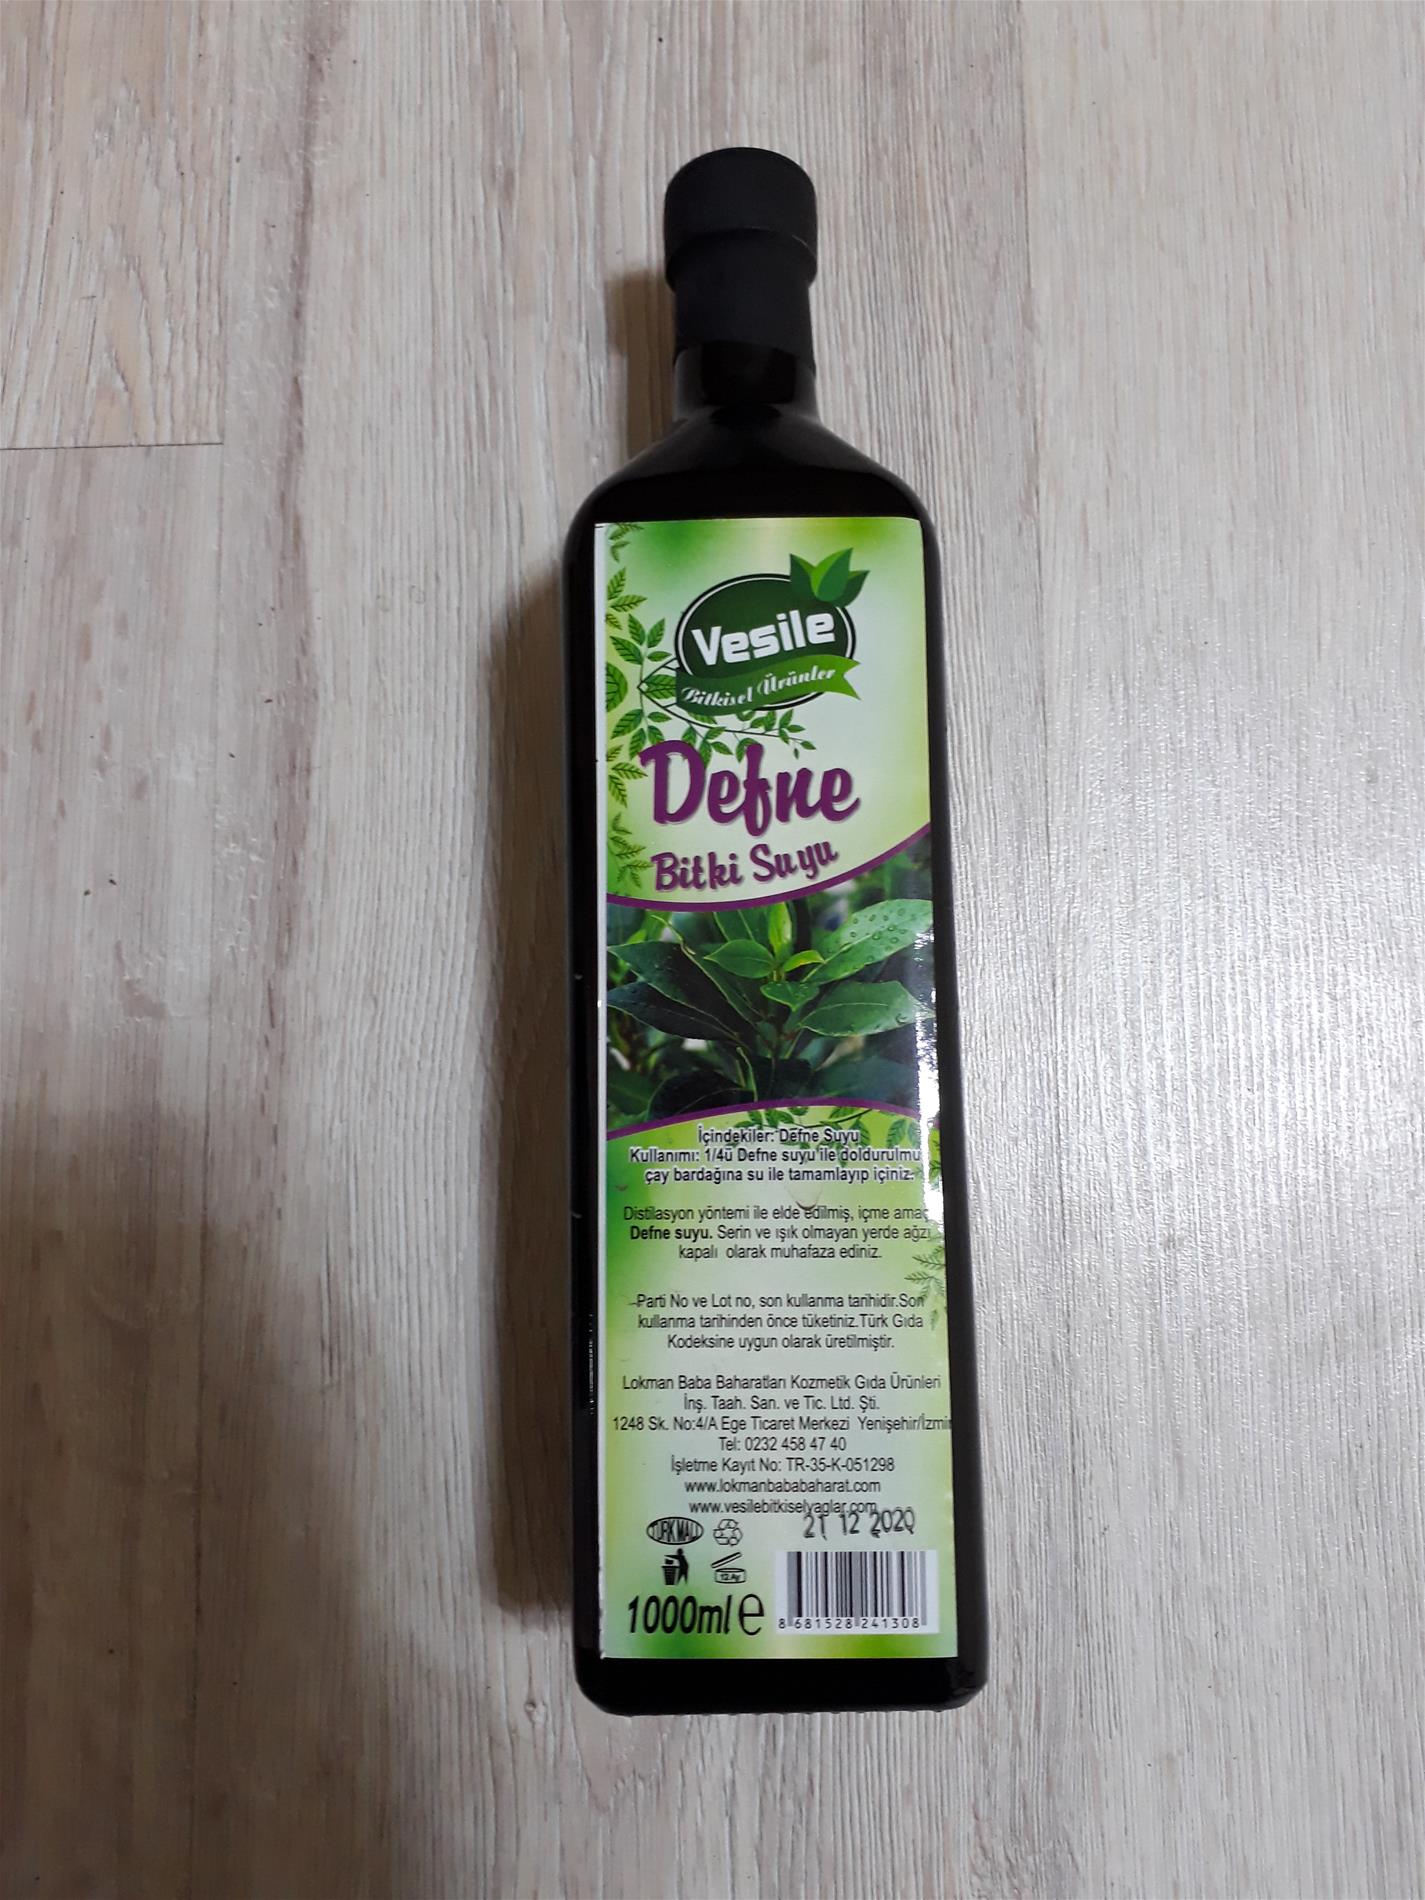 Vesile
Bitkisel Ürünler
Defne
Bitki Suyu
İçindekiler: Defne Suyu
Kullanımı: 1/4ü Defne suyu ile doldurulmu
çay bardağına su ile tamamlayıp içiniz.
Distilasyon yöntemi ile elde edilmiş, içme amaç
Defne suyu. Serin ve ışık olmayan yerde ağzı
kapalı olarak muhafaza ediniz.
Parti No ve Lot no, son kullanma tarihidir.Son
kullanma tarihinden önce tüketiniz.Türk Gıda
Kodeksine uygun olarak üretilmiştir.
Lokman Baba Baharatları Kozmetik Gıda Ürünleri
İnş. Taah. San. ve Tic. Ltd. Şti.
1248 Sk. No:4/A Ege Ticaret Merkezi Yenişehir/İzmir
Tel: 0232 458 47 40
İşletme Kayıt No: TR-35-K-051298
www.lokmanbababaharat.com
www.vesilebitkiselyaglar.com
21 12 2020
TÜRK MALI
12 Ay
1000ml e
8 681528 241308